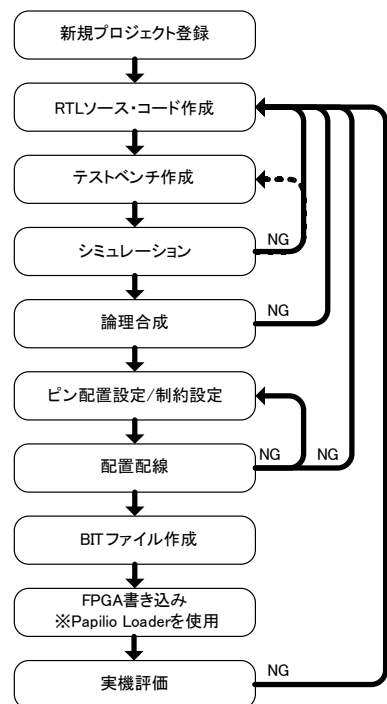 新規プロジェクト登録
RTLソース・コード作成
テストベンチ作成
シミュレーション
NG
論理合成
NG
ピン配置設定/制約設定
配置配線
NG
NG
BITファイル作成
FPGA書き込み
※Papilio Loaderを使用
実機評価
NG